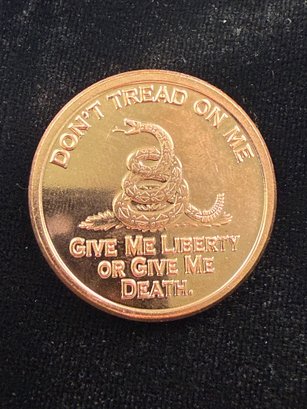 DON'T TREAD ON ME
GIVE ME LIBERTY
OR GIVE ME
DEATH.